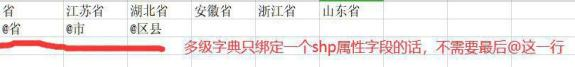 省 江苏省 湖北省 安徽省 浙江省 山东省
@省 @市 @区县
多级字典只绑定一个shp属性字段的话，不需要最后@这一行